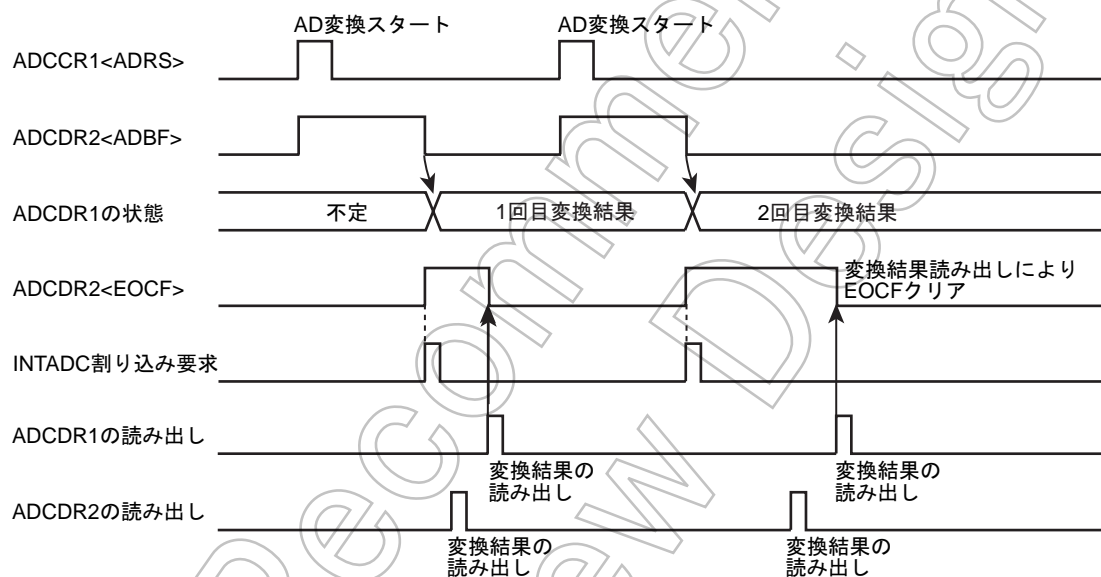 AD変換スタート
AD変換スタート
ADCCR1<ADRS>
ADCDR2<ADBF>
ADCDR1の状態
不定
1回目変換結果
2回目変換結果
ADCDR2<EOCF>
変換結果読み出しにより
EOCFクリア
INTADC割り込み要求
ADCDR1の読み出し
変換結果の
読み出し
変換結果の
読み出し
ADCDR2の読み出し
変換結果の
読み出し
変換結果の
読み出し
Recommen
ew Desig